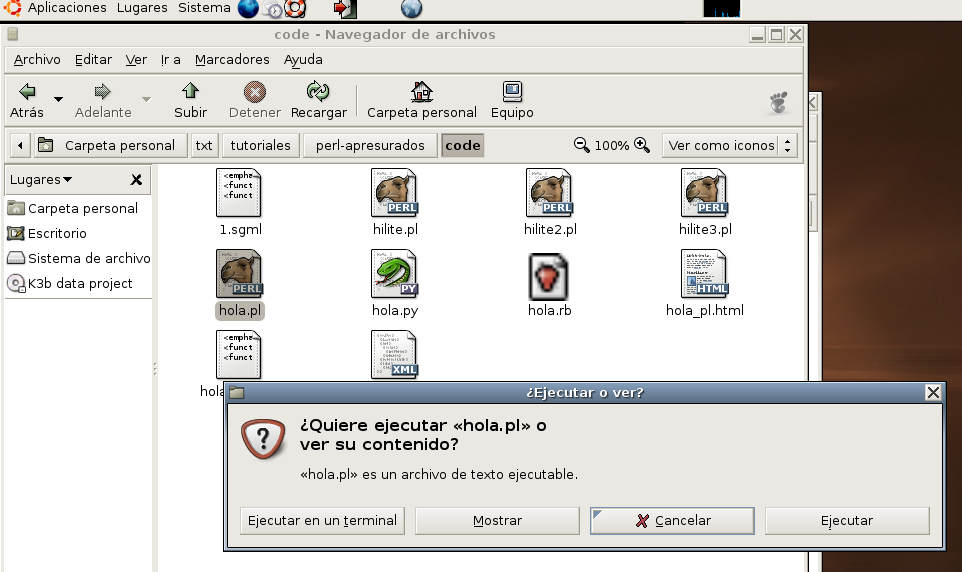 Aplicaciones Lugares Sistema
code - Navegador de archivos
Archivo Editar Ver Ir a Marcadores Ayuda
Atrás Adelante Subir Detener Recargar Carpeta personal Equipo
Carpeta personal txt tutoriales perl-apresurados code 100% Ver como iconos
Lugares
Carpeta personal
Escritorio
Sistema de archivo
K3b data project
<empha
<funct
<funct
PERL PERL PERL
1.sgml hilite.pl hilite2.pl hilite3.pl
PERL PY HTML
hola.pl hola.py hola.rb hola_pl.html
<empha
<funct
<funct
XML
hola
¿Ejecutar o ver?
¿Quiere ejecutar «hola.pl» o
ver su contenido?
«hola.pl» es un archivo de texto ejecutable.
Ejecutar en un terminal Mostrar Cancelar Ejecutar